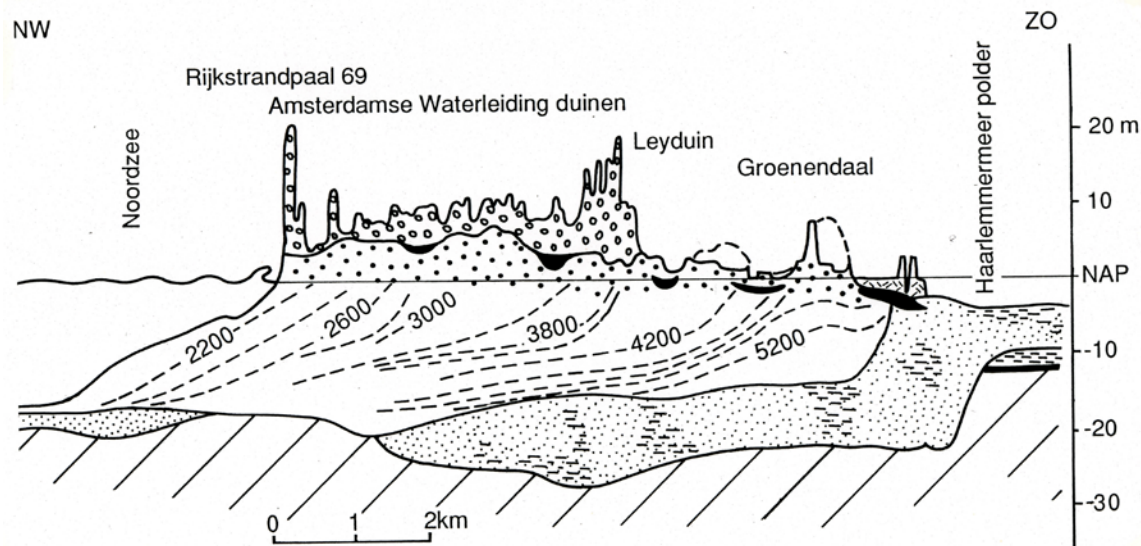 NW
ZO
Rijkstrandpaal 69
Amsterdamse Waterleiding duinen
Leyduin
Groenendaal
Noordzee
Haarlemmermeer polder
20 m
10
NAP
-10
-20
-30
2200
2600
3000
3800
4200
5200
0 1 2km